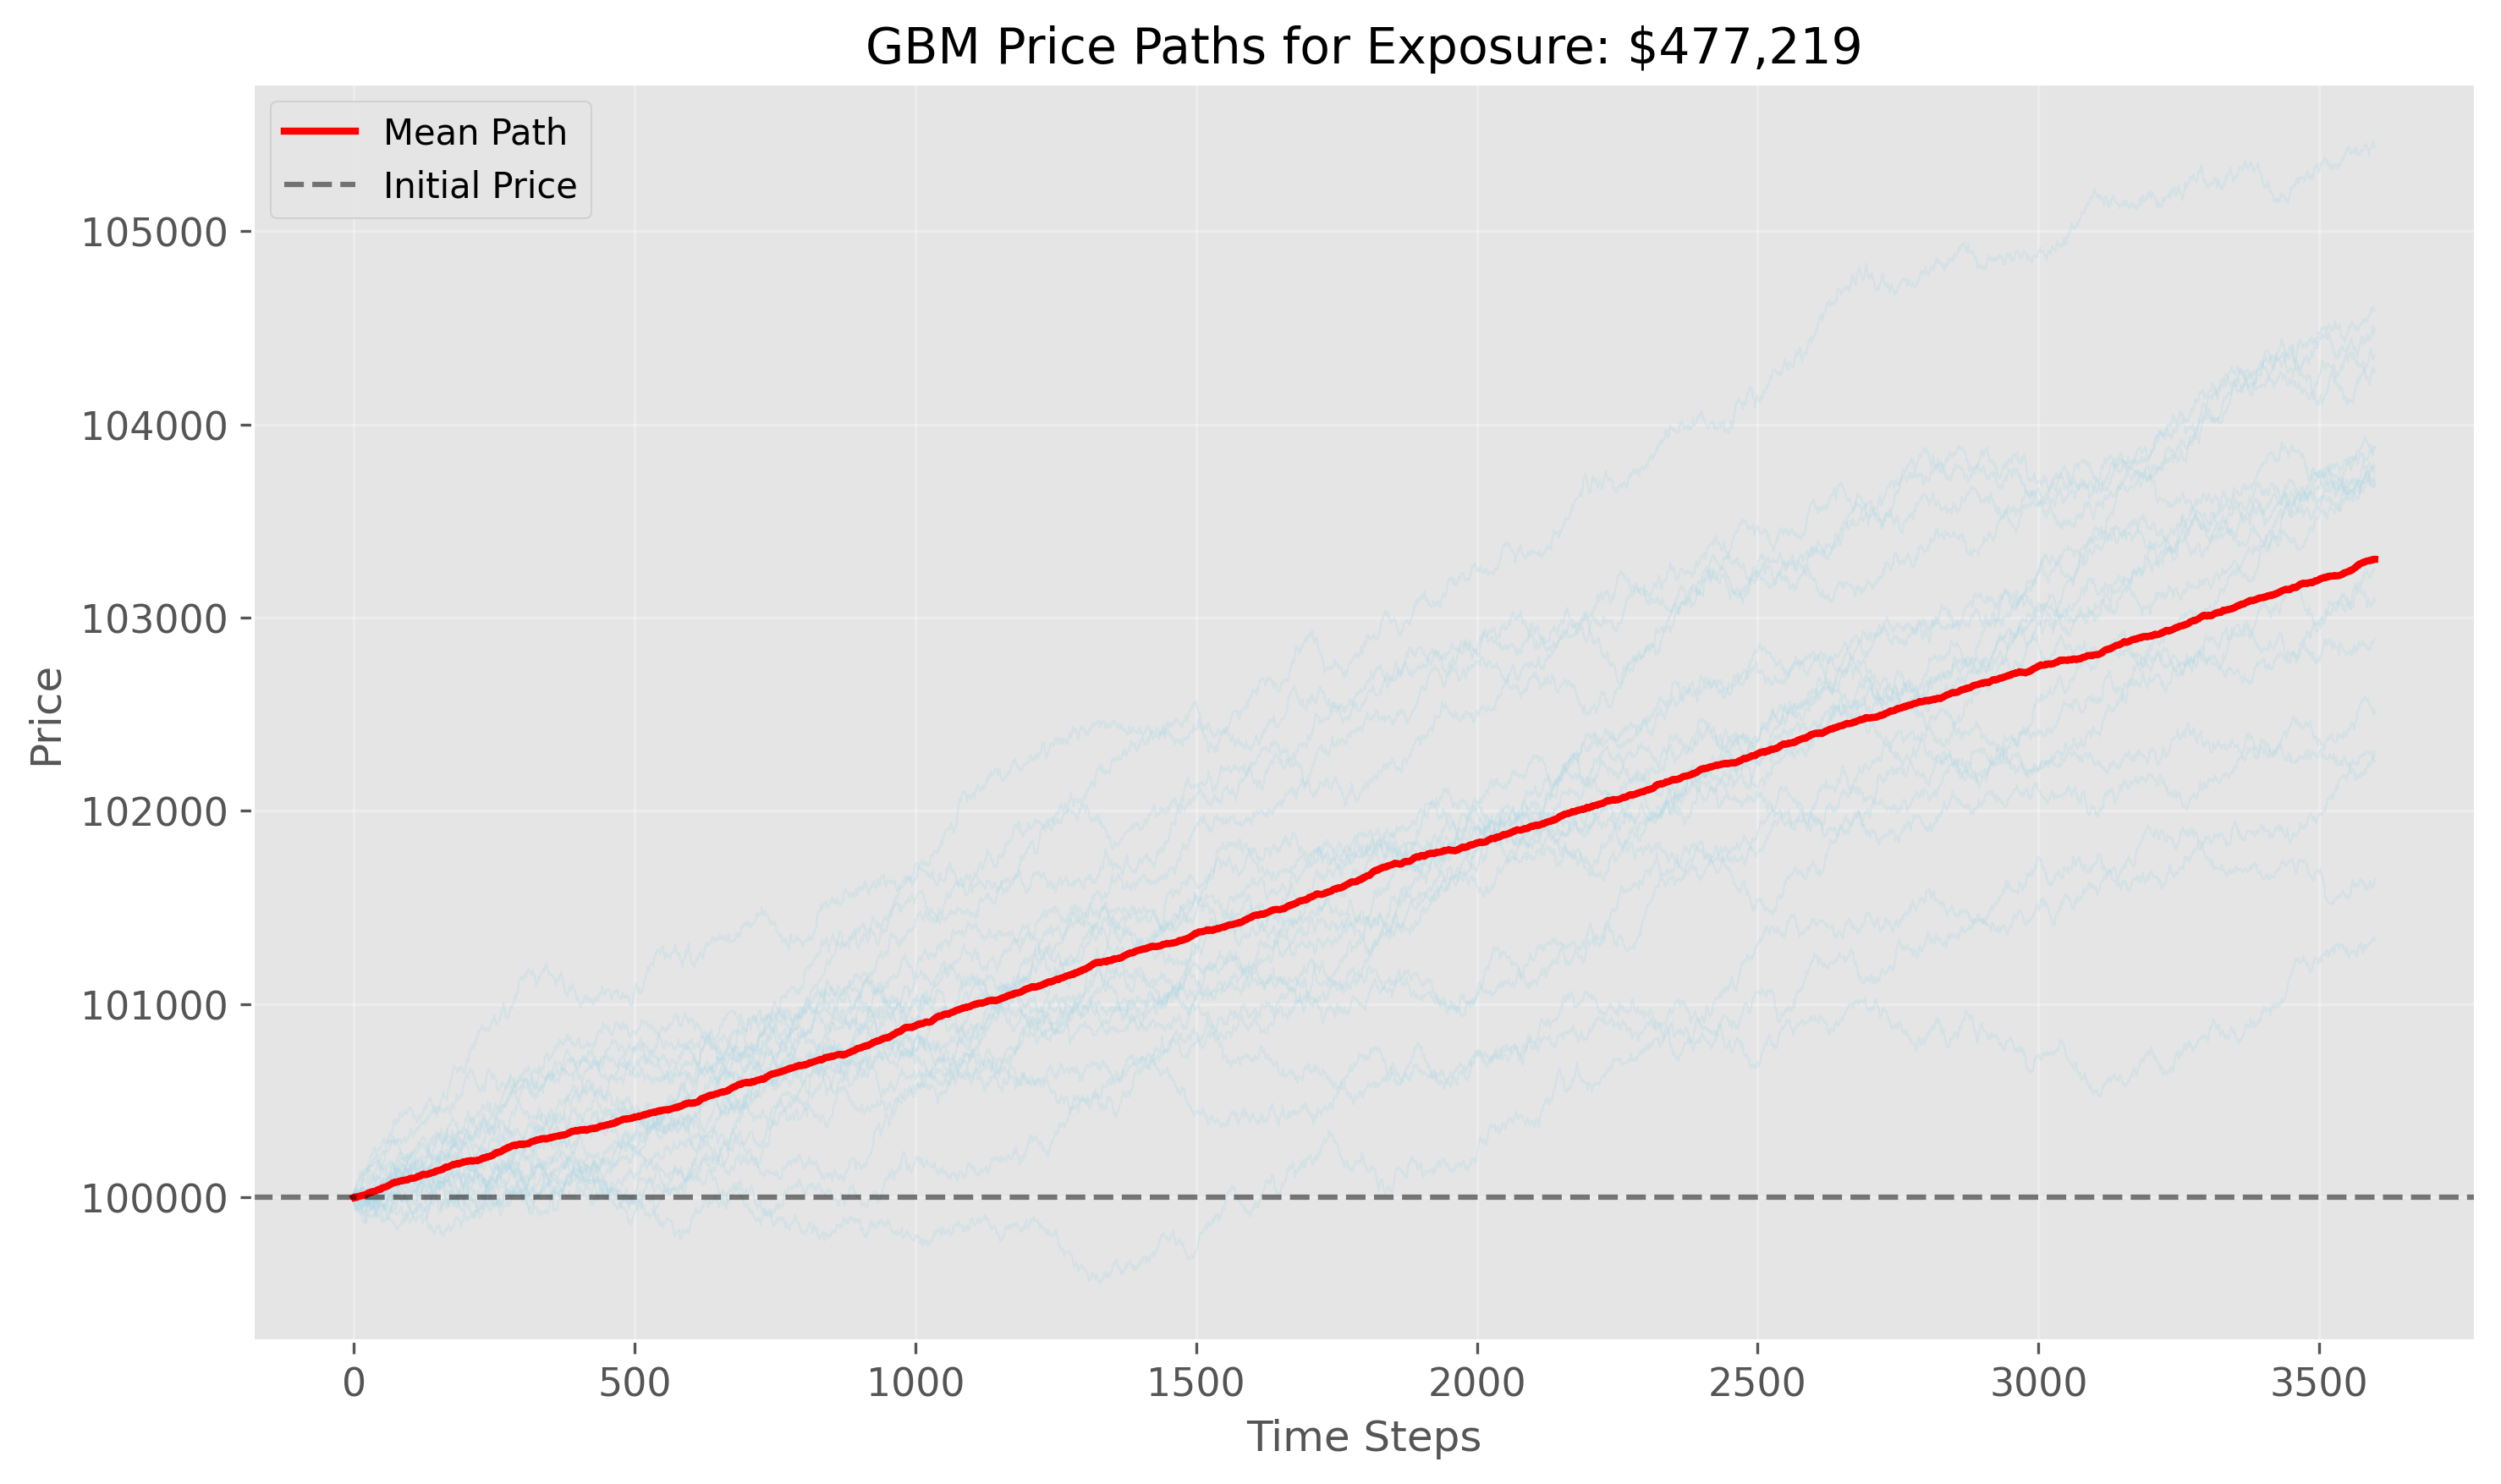 GBM Price Paths for Exposure: $477,219
Mean Path
Initial Price
105000
104000
103000
102000
101000
100000
Price
0 500 1000 1500 2000 2500 3000 3500
Time Steps